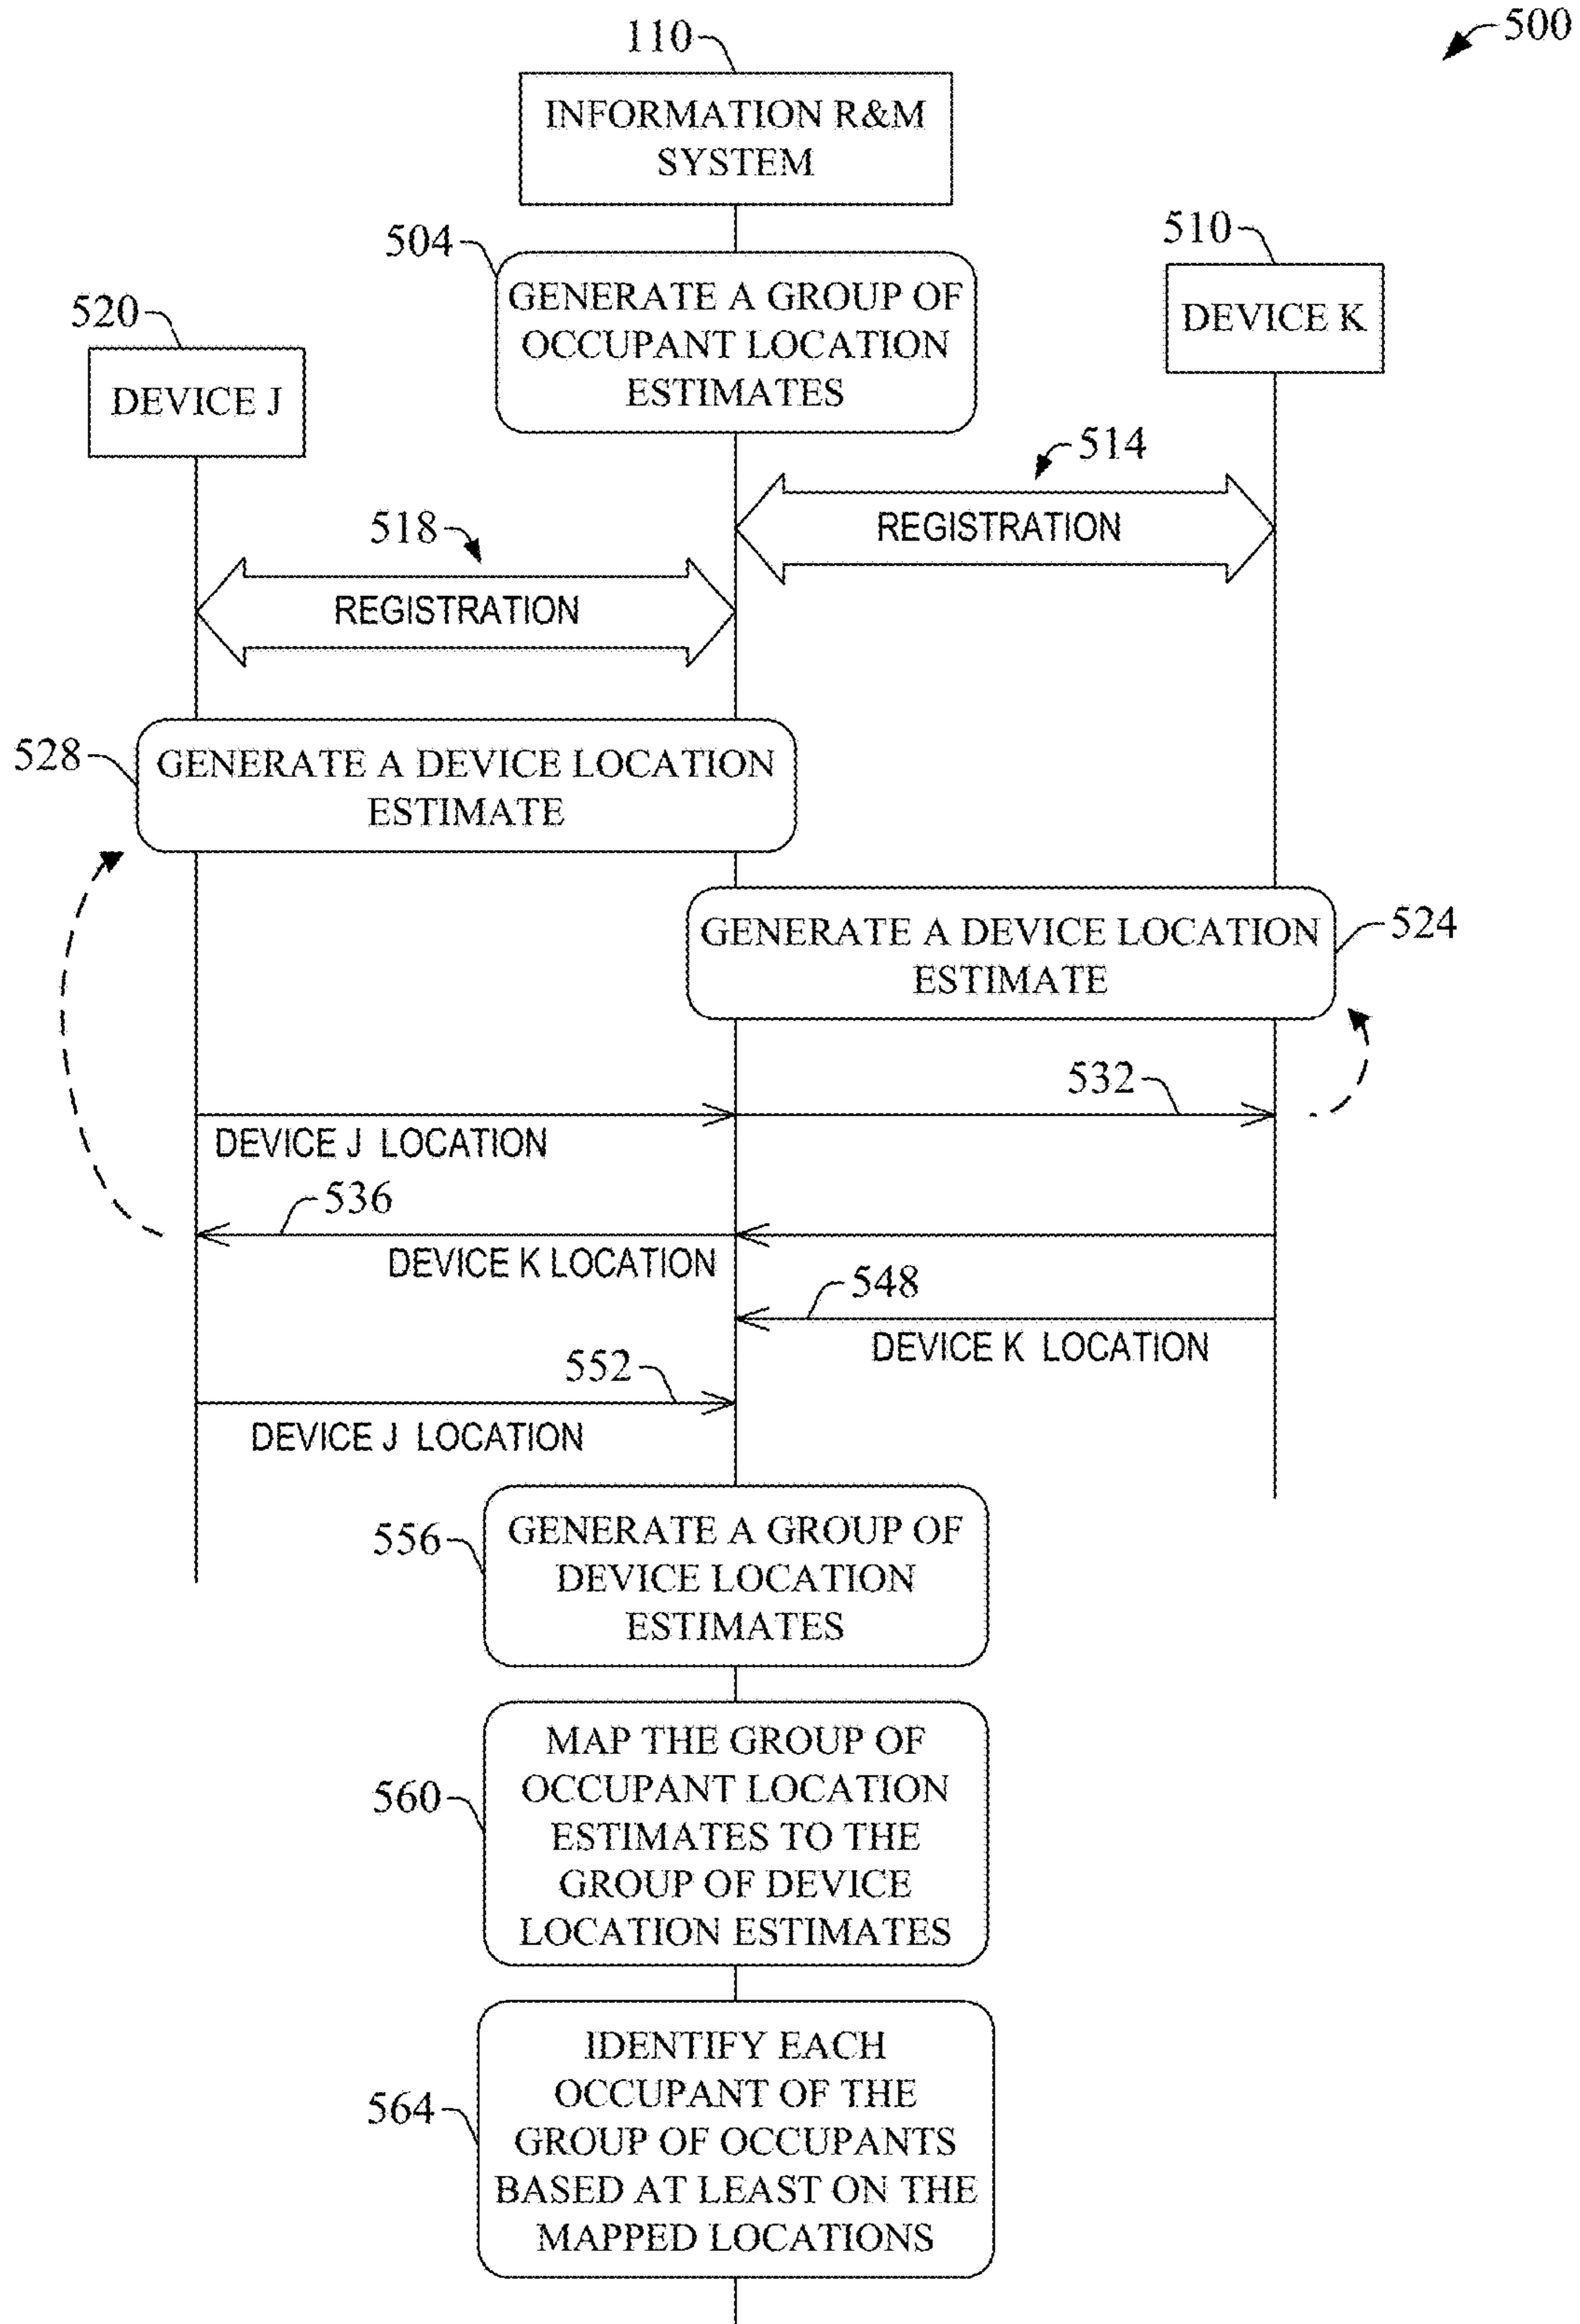 500
110
INFORMATION R&M
SYSTEM
504
GENERATE A GROUP OF
OCCUPANT LOCATION
ESTIMATES
510
DEVICE K
520
DEVICE J
514
REGISTRATION
518
REGISTRATION
528
GENERATE A DEVICE LOCATION
ESTIMATE
GENERATE A DEVICE LOCATION
ESTIMATE
524
532
DEVICE J LOCATION
536
DEVICE K LOCATION
548
DEVICE K LOCATION
552
DEVICE J LOCATION
556
GENERATE A GROUP OF
DEVICE LOCATION
ESTIMATES
560
MAP THE GROUP OF
OCCUPANT LOCATION
ESTIMATES TO THE
GROUP OF DEVICE
LOCATION ESTIMATES
564
IDENTIFY EACH
OCCUPANT OF THE
GROUP OF OCCUPANTS
BASED AT LEAST ON THE
MAPPED LOCATIONS